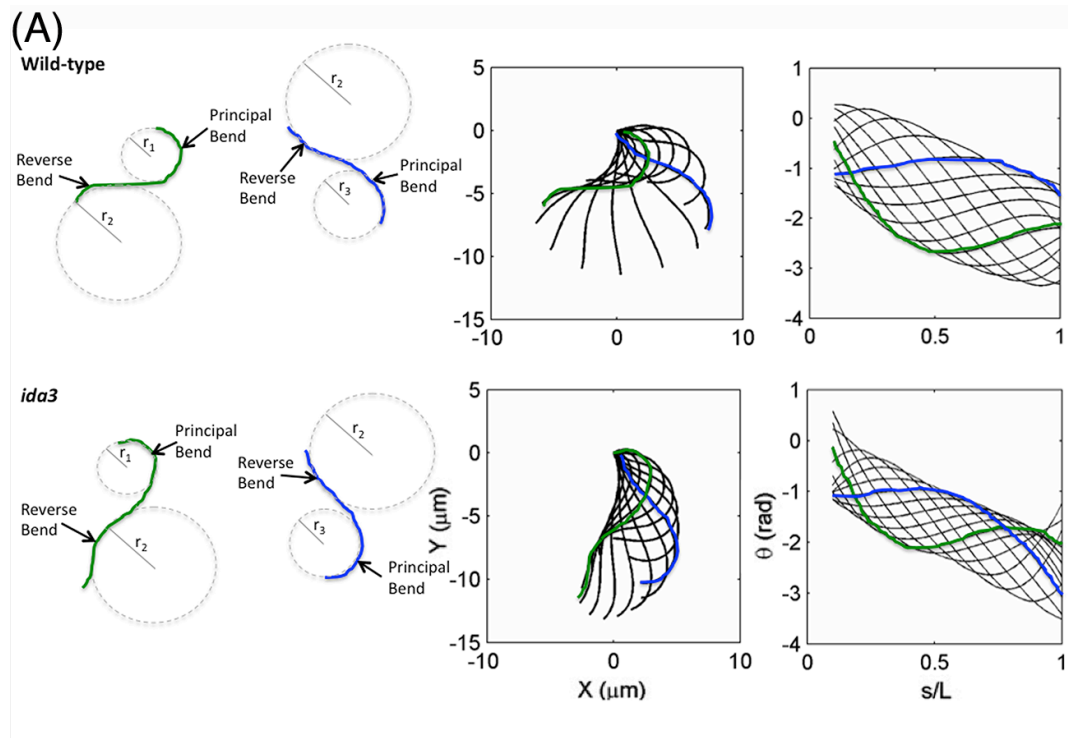 (A)
Wild-type
r2
Principal
Bend
r1
Reverse
Bend
r2
Reverse
Bend
r3
Principal
Bend
5
0
-5
-10
-15
-10
0
10
1
0
-1
-2
-3
-4
0
0.5
1
ida3
r1
Principal
Bend
Reverse
Bend
r2
r2
Reverse
Bend
r3
Principal
Bend
Y (μm)
5
0
-5
-10
-15
-10
0
10
X (μm)
θ (rad)
1
0
-1
-2
-3
-4
0
0.5
1
s/L